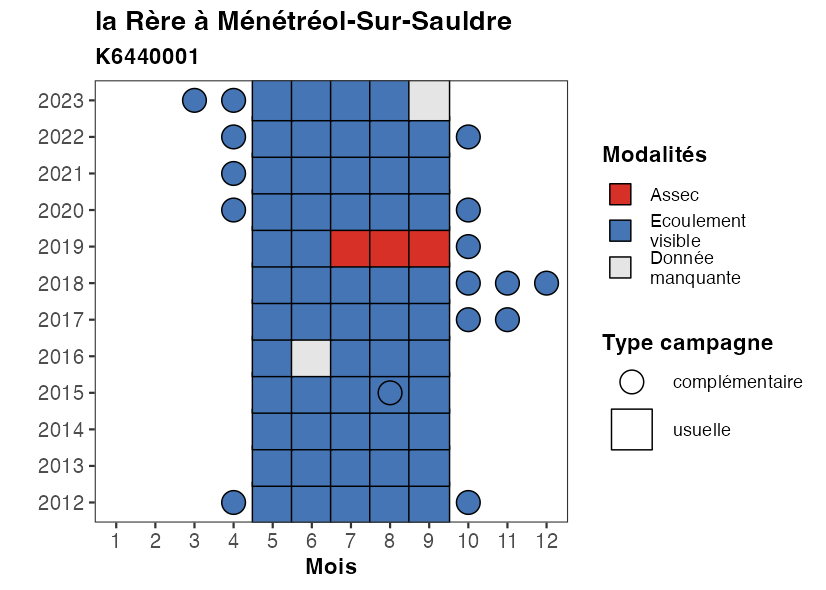 la Rère à Ménétréol-Sur-Sauldre
K6440001
2023
2022
2021
2020
2019
2018
2017
2016
2015
2014
2013
2012
1 2 3 4 5 6 7 8 9 10 11 12
Mois
Modalités
Assec
Ecoulement
visible
Donnée
manquante
Type campagne
complémentaire
usuelle